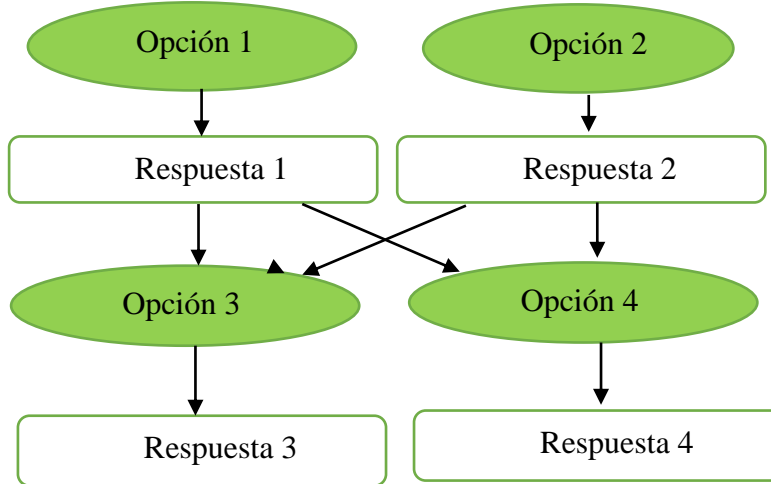 Opción 1
Opción 2
Respuesta 1
Respuesta 2
Opción 3
Opción 4
Respuesta 3
Respuesta 4